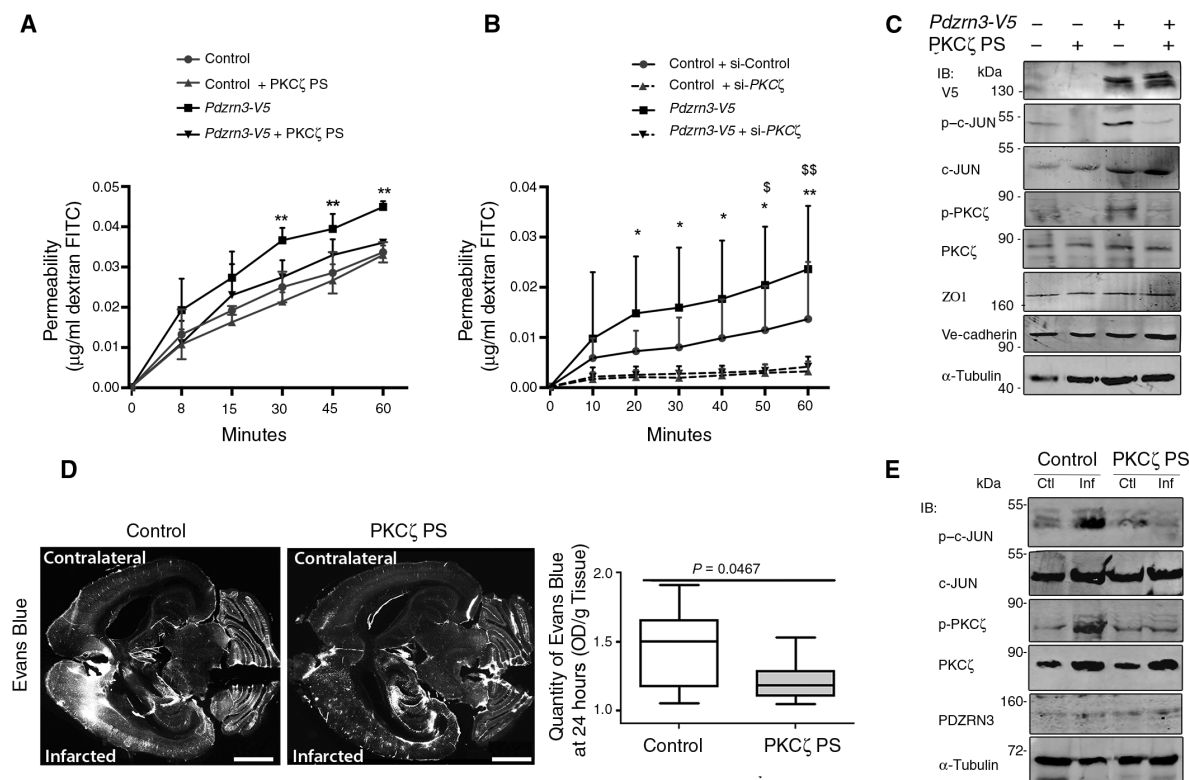 A
Control
Control + PKCζ PS
Pdzrn3-V5
Pdzrn3-V5 + PKCζ PS
Permeability
(µg/ml dextran FITC)
0.05
0.04
0.03
0.02
0.01
0.00
** ** **
0 8 15 30 45 60
Minutes
B
Control + si-Control
Control + si-PKCζ
Pdzrn3-V5
Pdzrn3-V5 + si-PKCζ
Permeability
(µg/ml dextran FITC)
0.04
0.03
0.02
0.01
0.00
$ $$
* * * * **
0 10 20 30 40 50 60
Minutes
C
Pdzrn3-V5 – – + +
PKCζ PS – + – +
IB: kDa
V5 130 -
p–c-JUN 55 -
c-JUN 55 -
p-PKCζ 90 -
PKCζ 90 -
ZO1 160 -
Ve-cadherin 90 -
α-Tubulin 40 -
D
Control PKCζ PS
Evans Blue
Contralateral Contralateral
Infarcted Infarcted
Quantity of Evans Blue
at 24 hours (OD/g Tissue)
P = 0.0467
2.0
1.5
1.0
Control PKCζ PS
E
Control PKCζ PS
kDa Ctl Inf Ctl Inf
IB:
p–c-JUN 55-
c-JUN 55-
p-PKCζ 90-
PKCζ 90-
PDZRN3 160-
α-Tubulin 72-